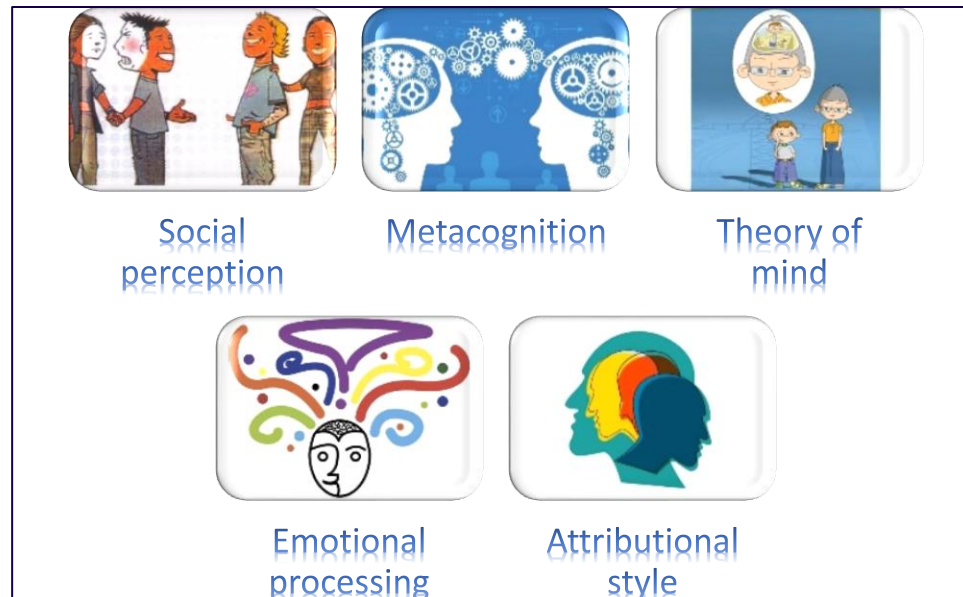 Social
perception
Metacognition
Theory of
mind
Emotional
processing
Attributional
style